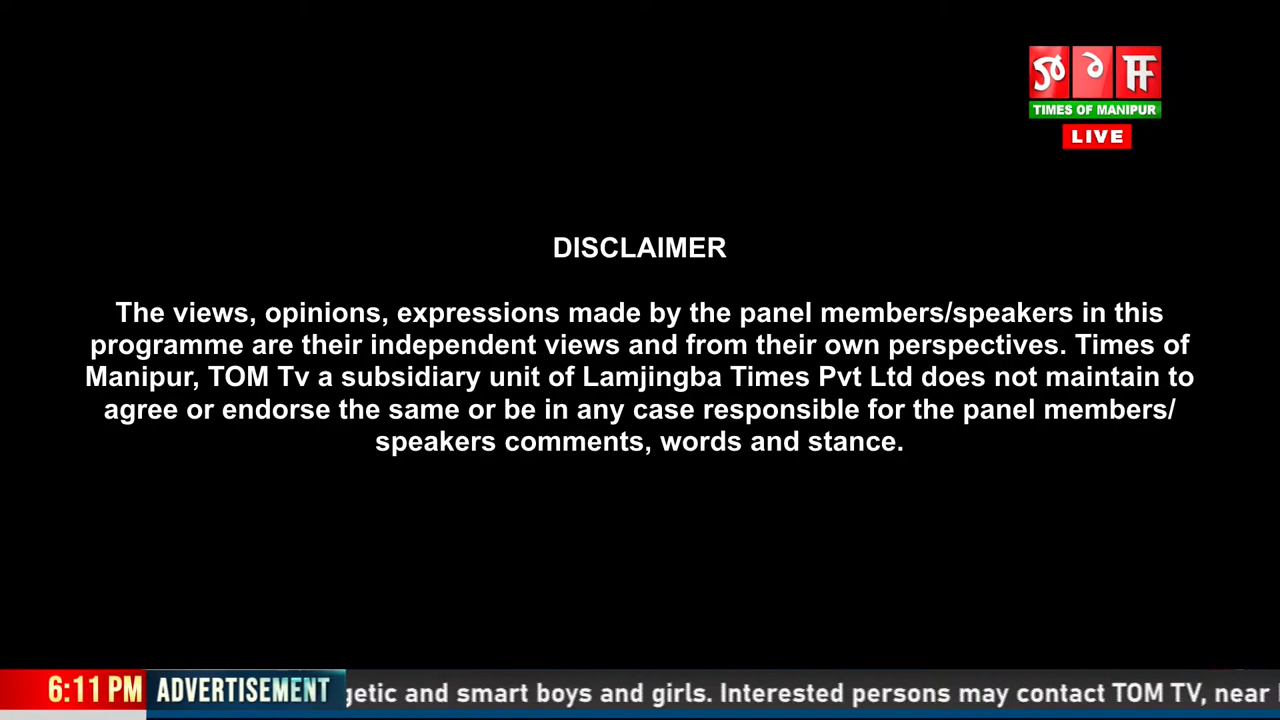 TIMES OF MANIPUR
LIVE
DISCLAIMER
The views, opinions, expressions made by the panel members/speakers in this
programme are their independent views and from their own perspectives. Times of
Manipur, TOM Tv a subsidiary unit of Lamjingba Times Pvt Ltd does not maintain to
agree or endorse the same or be in any case responsible for the panel members/
speakers comments, words and stance.
6:11 PM ADVERTISEMENT getic and smart boys and girls. Interested persons may contact TOM TV, near